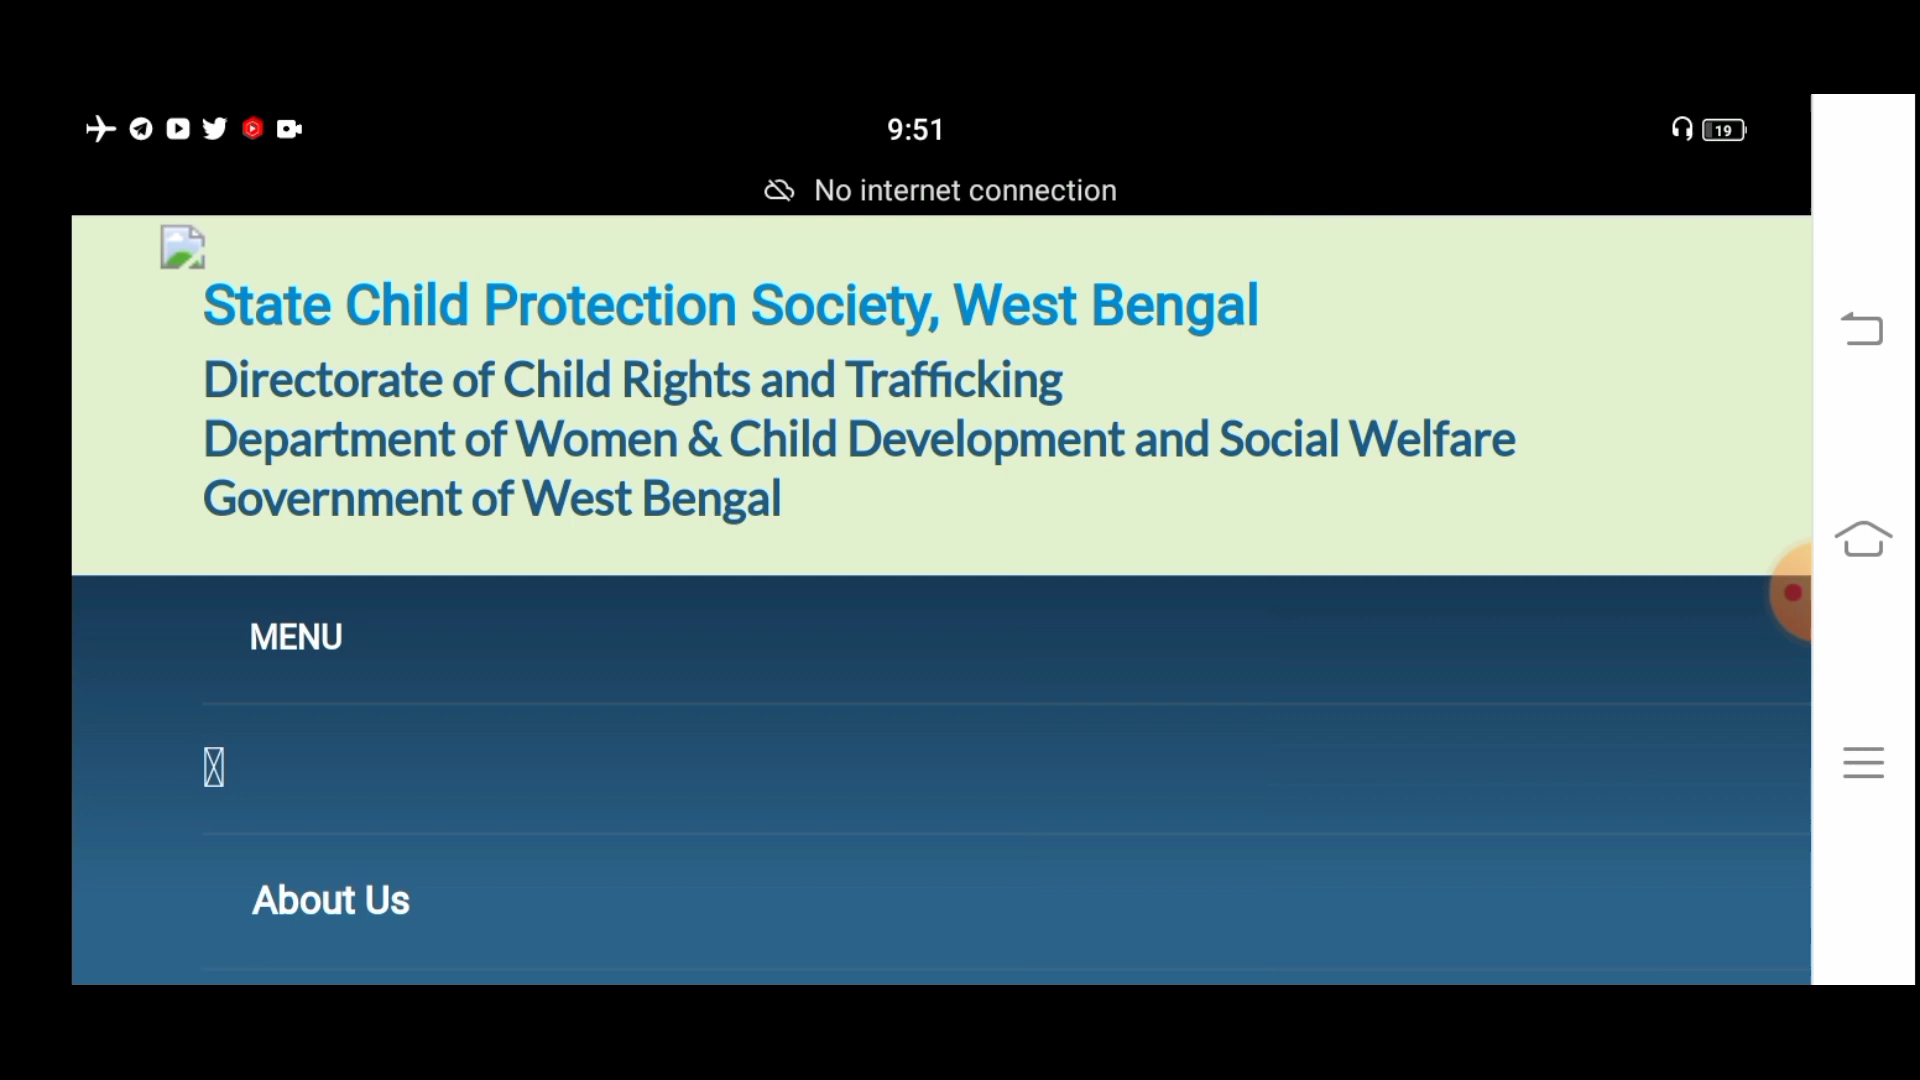 9:51
19
No internet connection
State Child Protection Society, West Bengal
Directorate of Child Rights and Trafficking
Department of Women & Child Development and Social Welfare
Government of West Bengal
MENU
About Us